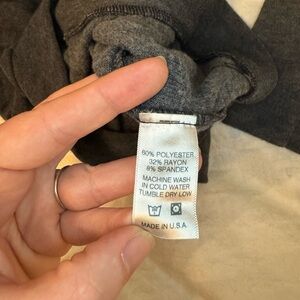 60% POLYESTER
32% RAYON
8% SPANDEX
MACHINE WASH
IN COLD WATER
TUMBLE DRY LOW
MADE IN U.S.A.